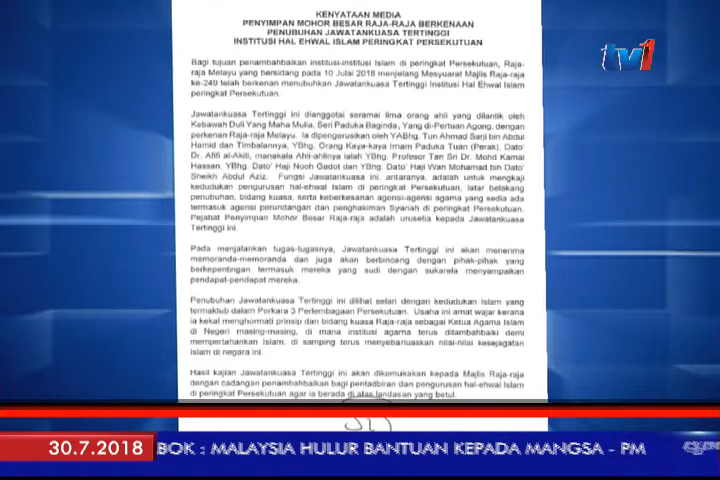 KENYATAAN MEDIA
PENYIMPAN MOHOR BESAR RAJA-RAJA BERKENAAN
PENUBUHAN JAWATANKUASA TERTINGGI
INSTITUSI HAL EHWAL ISLAM PERINGKAT PERSEKUTUAN
tv1
Bagi tujuan penambahbaikan institusi-institusi Islam di peringkat Persekutuan, Raja-
raja Melayu yang bersidang pada 10 Julai 2018 menjelang Mesyuarat Majlis Raja-raja
ke-249 telah berkenan menubuhkan Jawatankuasa Tertinggi Institusi Hal Ehwal Islam
peringkat Persekutuan.
Jawatankuasa Tertinggi ini dianggotai seramai lima orang ahli yang dilantik oleh
Kebawah Duli Yang Maha Mulia, Seri Paduka Baginda, Yang di-Pertuan Agong, dengan
perkenan Raja-raja Melayu. Ia dipengerusikan oleh YABhg. Tun Ahmad Sarji bin Abdul
Hamid dan Timbalannya, YBhg. Orang Kaya-kaya Imam Paduka Tuan (Perak). Dato'
Dr. Afifi al-Akiti, manakala Ahli-ahlinya ialah YBhg. Profesor Tan Sri Dr. Mohd Kamal
Hassan, YBhg. Dato' Haji Nooh Gadot dan YBhg. Dato' Haji Wan Mohamad bin Dato'
Sheikh Abdul Aziz. Fungsi Jawatankuasa ini, antaranya, adalah untuk mengkaji
kedudukan pengurusan hal-ehwal Islam di peringkat Persekutuan, latar belakang
penubuhan, bidang kuasa, serta keberkesanan agensi-agensi agama yang sedia ada
termasuk agensi perundangan dan penghakiman Syariah di peringkat Persekutuan.
Pejabat Penyimpan Mohor Besar Raja-raja adalah urusetia kepada Jawatankuasa
Tertinggi ini.
Pada menjalankan tugas-tugasnya, Jawatankuasa Tertinggi ini akan menerima
memoranda-memoranda dan juga akan berbincang dengan pihak-pihak yang
berkepentingan termasuk mereka yang sudi dengan sukarela menyampaikan
pendapat-pendapat mereka.
Penubuhan Jawatankuasa Tertinggi ini dilihat selari dengan kedudukan Islam yang
termaktub dalam Perkara 3 Perlembagaan Persekutuan. Usaha ini amat wajar kerana
ia kekal menghormati prinsip dan bidang kuasa Raja-raja sebagai Ketua Agama Islam
di Negeri masing-masing, di mana institusi agama terus ditambahbaiki demi
mempertahankan Islam, di samping terus menyebarluaskan nilai-nilai kesejagatan
Islam di negara ini.
Hasil kajian Jawatankuasa Tertinggi ini akan dikemukakan kepada Majlis Raja-raja
dengan cadangan penambahbaikan bagi pentadbiran dan pengurusan hal-ehwal Islam
di peringkat Persekutuan agar ia berada di atas landasan yang betul.
30.7.2018 BOK : MALAYSIA HULUR BANTUAN KEPADA MANGSA - PM